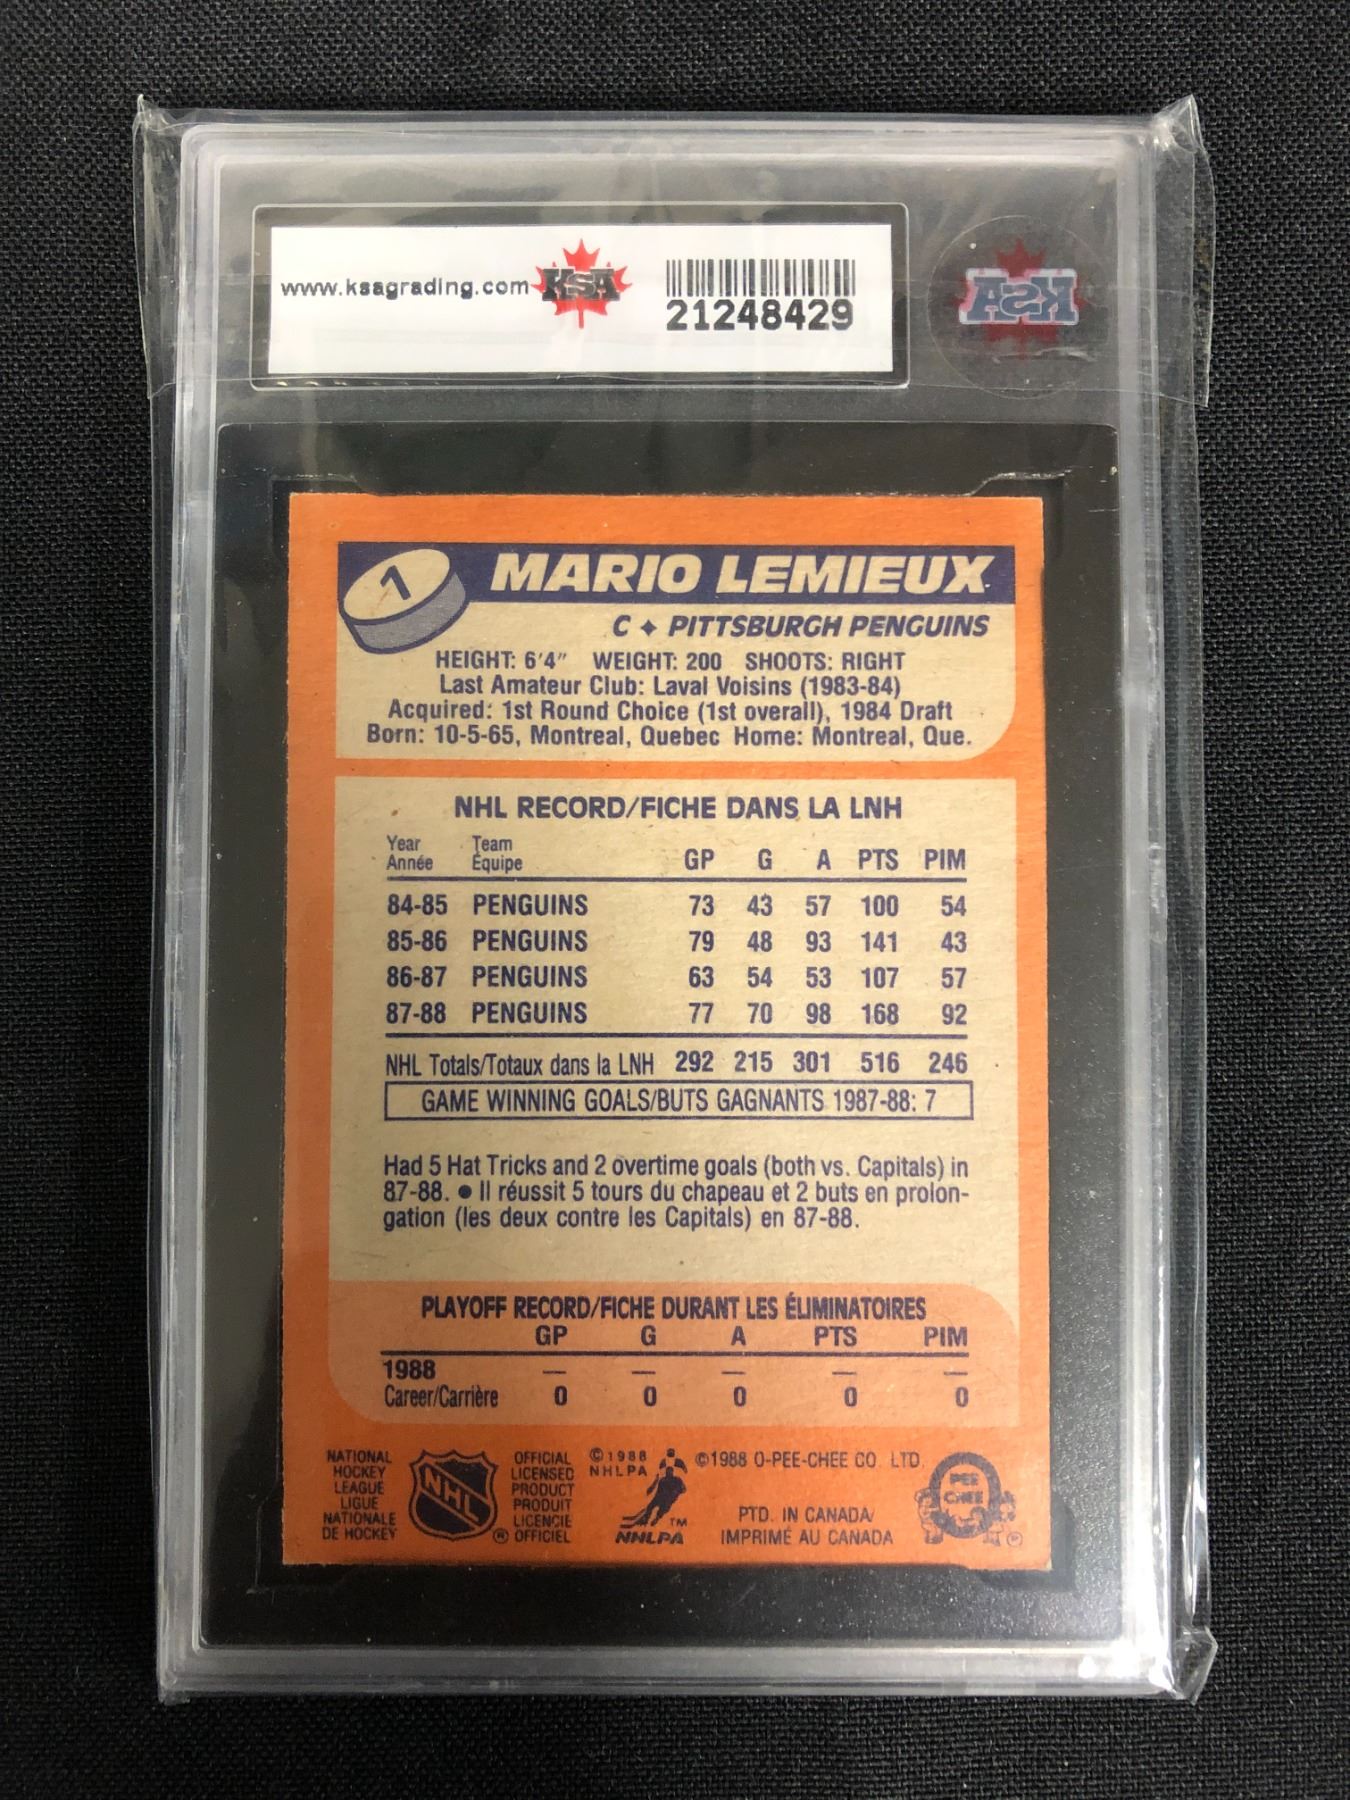 www.ksagrading.com KSA
21248429
KSA
1 MARIO LEMIEUX
C ✦ PITTSBURGH PENGUINS
HEIGHT: 6'4" WEIGHT: 200 SHOOTS: RIGHT
Last Amateur Club: Laval Voisins (1983-84)
Acquired: 1st Round Choice (1st overall), 1984 Draft
Born: 10-5-65, Montreal, Quebec Home: Montreal, Que.
NHL RECORD/FICHE DANS LA LNH
Year Team
Année Équipe GP G A PTS PIM
84-85 PENGUINS 73 43 57 100 54
85-86 PENGUINS 79 48 93 141 43
86-87 PENGUINS 63 54 53 107 57
87-88 PENGUINS 77 70 98 168 92
NHL Totals/Totaux dans la LNH 292 215 301 516 246
GAME WINNING GOALS/BUTS GAGNANTS 1987-88: 7
Had 5 Hat Tricks and 2 overtime goals (both vs. Capitals) in
87-88. ● Il réussit 5 tours du chapeau et 2 buts en prolon-
gation (les deux contre les Capitals) en 87-88.
PLAYOFF RECORD/FICHE DURANT LES ÉLIMINATOIRES
GP G A PTS PIM
1988 — — — — —
Career/Carrière 0 0 0 0 0
NATIONAL
HOCKEY
LEAGUE
LIGUE
NATIONALE
DE HOCKEY
NHL
®
OFFICIAL
LICENSED
PRODUCT
PRODUIT
LICENCIE
OFFICIEL
©1988
NHLPA
TM
NHLPA
©1988 O-PEE-CHEE CO. LTD.
PTD. IN CANADA/
IMPRIMÉ AU CANADA
O
PEE
CHEE